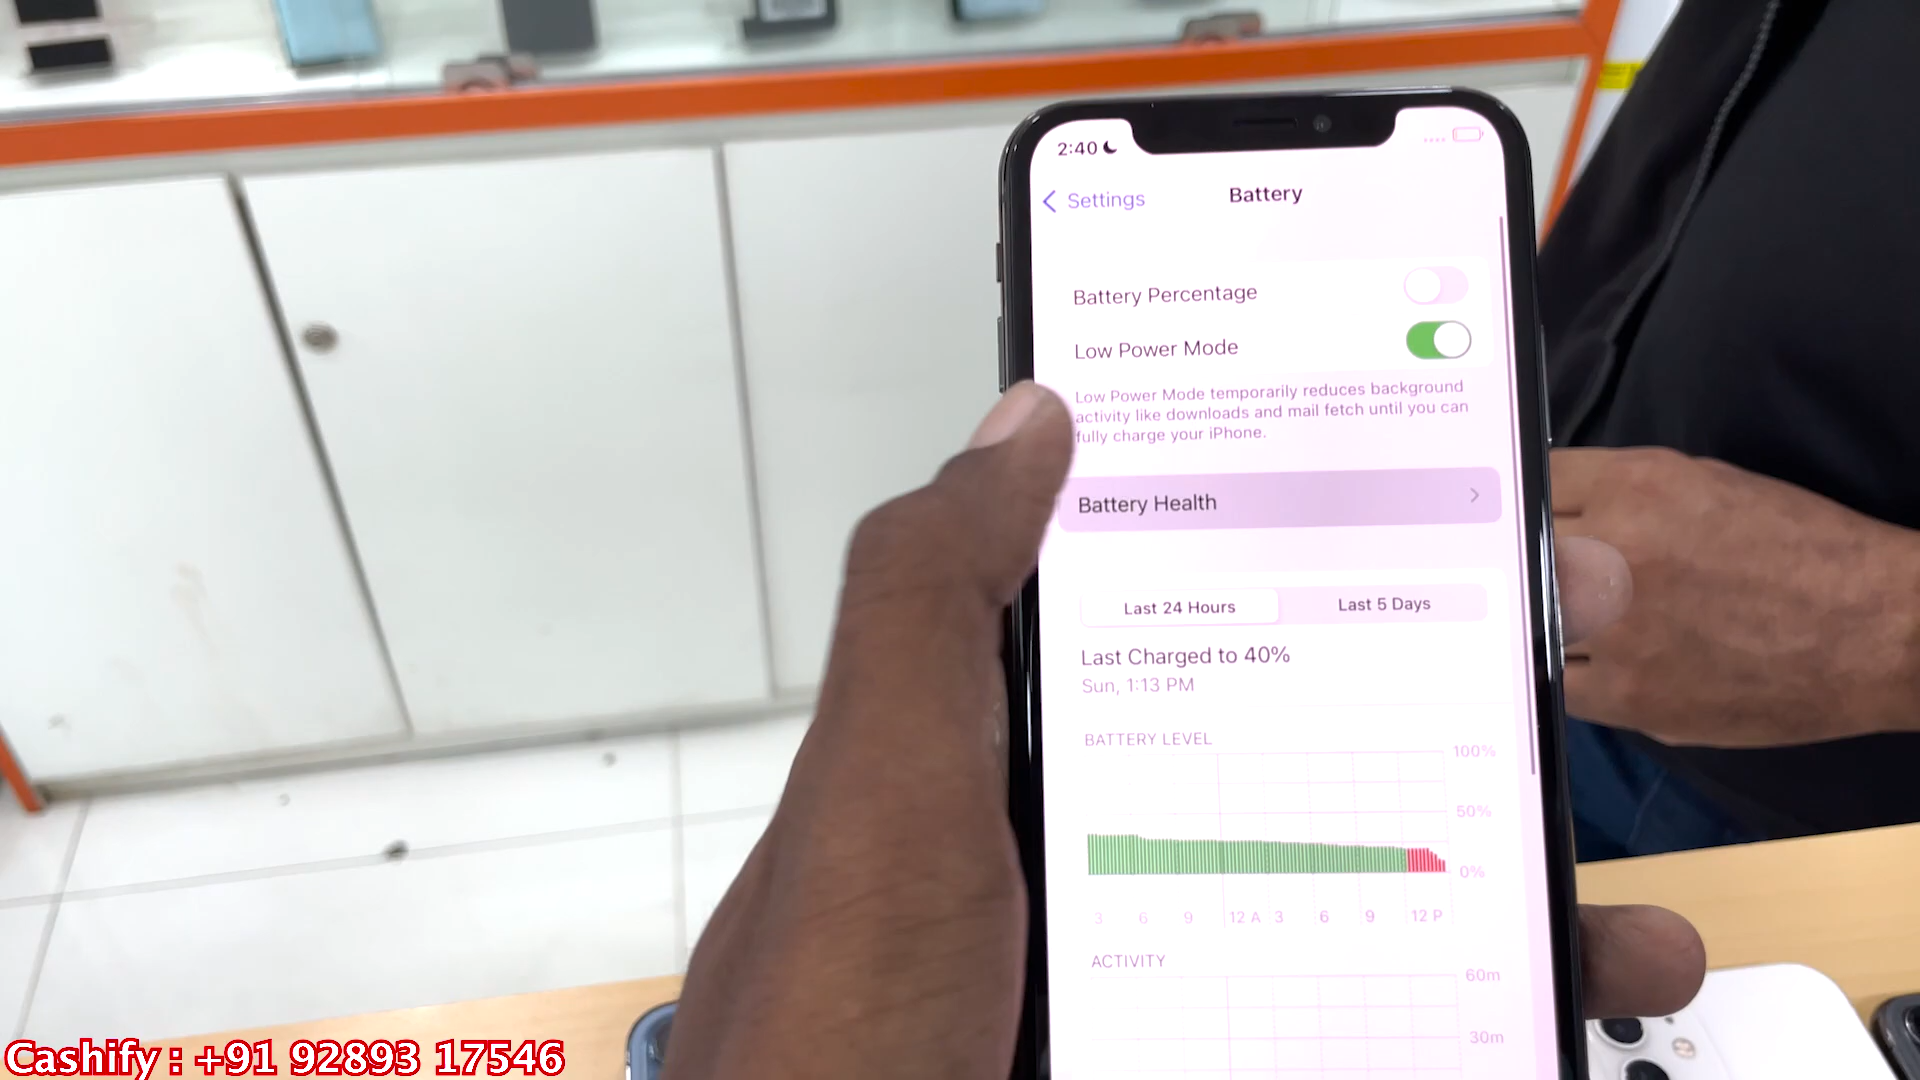 2:40
Settings
Battery
Battery Percentage
Low Power Mode
Low Power Mode temporarily reduces background
activity like downloads and mail fetch until you can
fully charge your iPhone.
Battery Health
Last 24 Hours
Last 5 Days
Last Charged to 40%
Sun, 1:13 PM
BATTERY LEVEL
100%
50%
0%
3 6 9 12 A 3 6 9 12 P
ACTIVITY
60m
30m
Cashify : +91 92893 17546